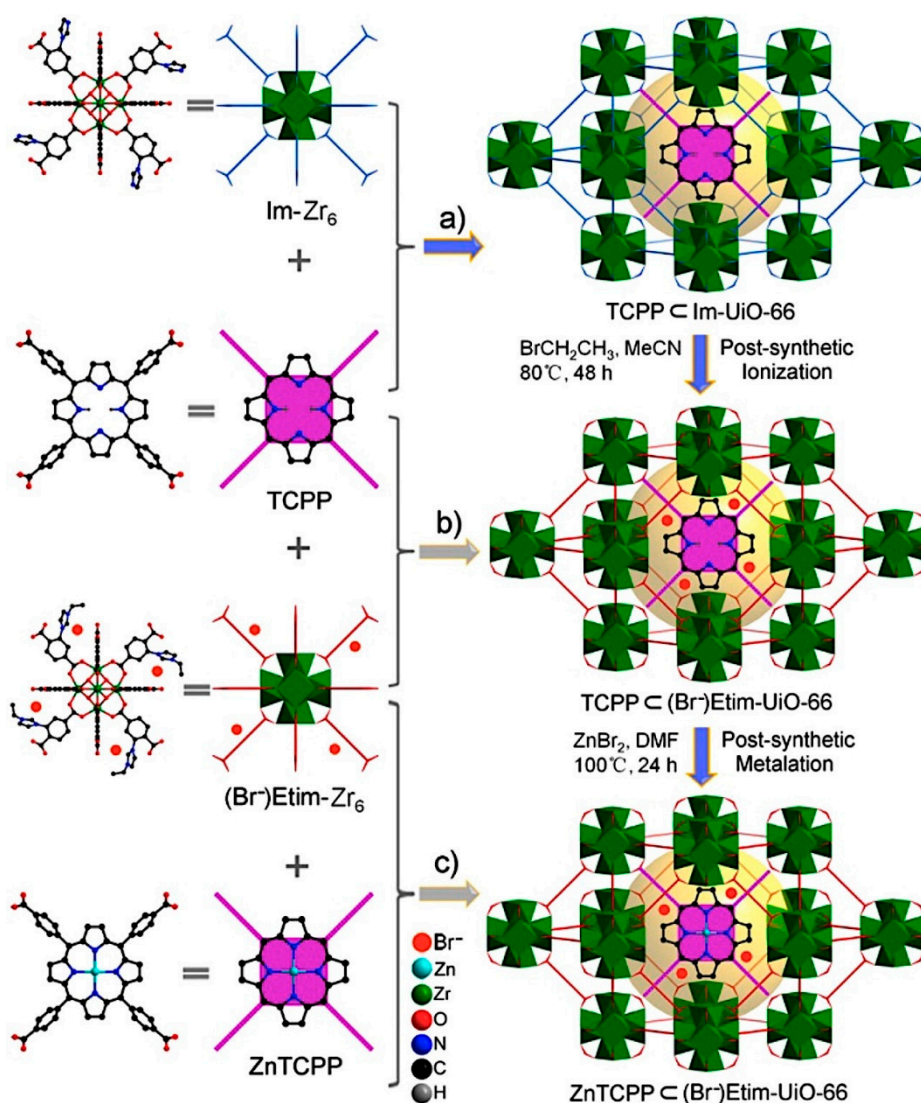 Im-Zr₆
+
a)
TCPP ⊂ Im-UiO-66
BrCH₂CH₃, MeCN
80℃, 48 h
Post-synthetic
Ionization
TCPP
+
b)
(Br⁻)Etim-Zr₆
TCPP ⊂ (Br⁻)Etim-UiO-66
ZnBr₂, DMF
100℃, 24 h
Post-synthetic
Metalation
+
c)
Br⁻
Zn
Zr
O
N
C
H
ZnTCPP
ZnTCPP ⊂ (Br⁻)Etim-UiO-66